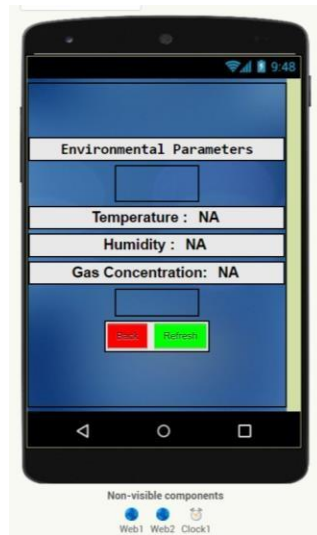 9:48
Environmental Parameters
Temperature : NA
Humidity : NA
Gas Concentration: NA
Back Refresh
Non-visible components
Web1 Web2 Clock1